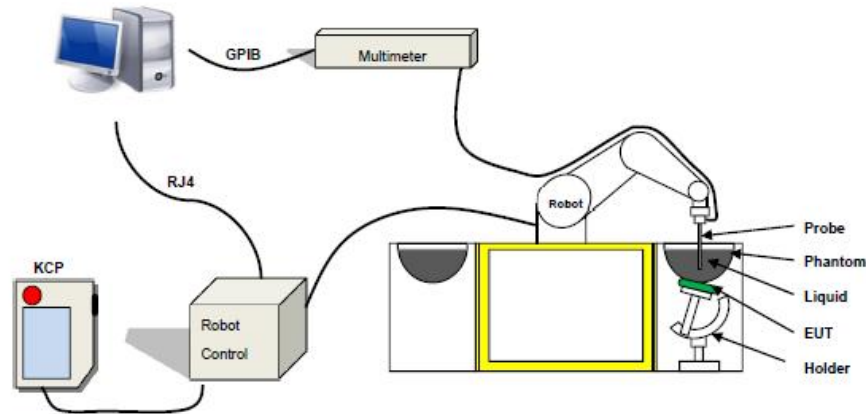 GPIB
Multimeter
RJ4
Robot
KCP
Robot
Control
Probe
Phantom
Liquid
EUT
Holder